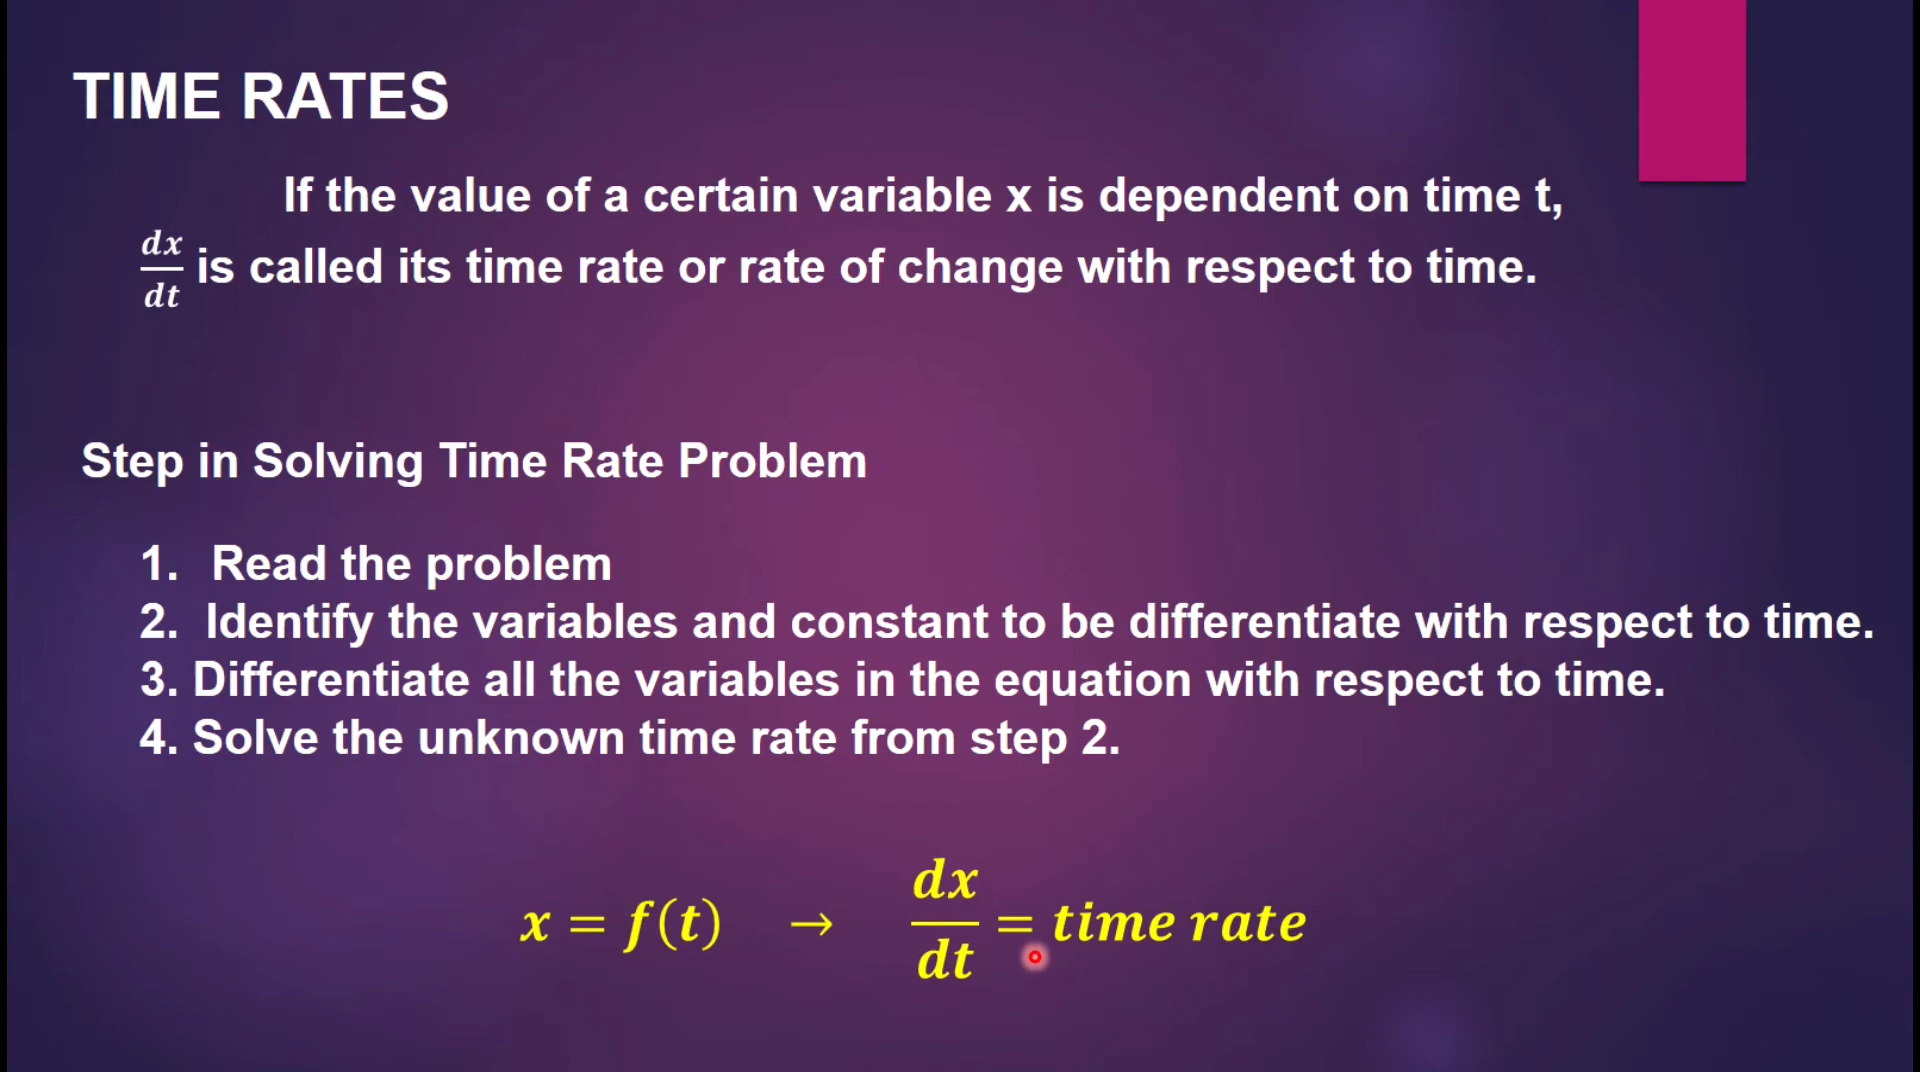 TIME RATES
If the value of a certain variable x is dependent on time t,
dx/dt is called its time rate or rate of change with respect to time.
Step in Solving Time Rate Problem
1. Read the problem
2. Identify the variables and constant to be differentiate with respect to time.
3. Differentiate all the variables in the equation with respect to time.
4. Solve the unknown time rate from step 2.
x = f(t) → dx/dt = time rate